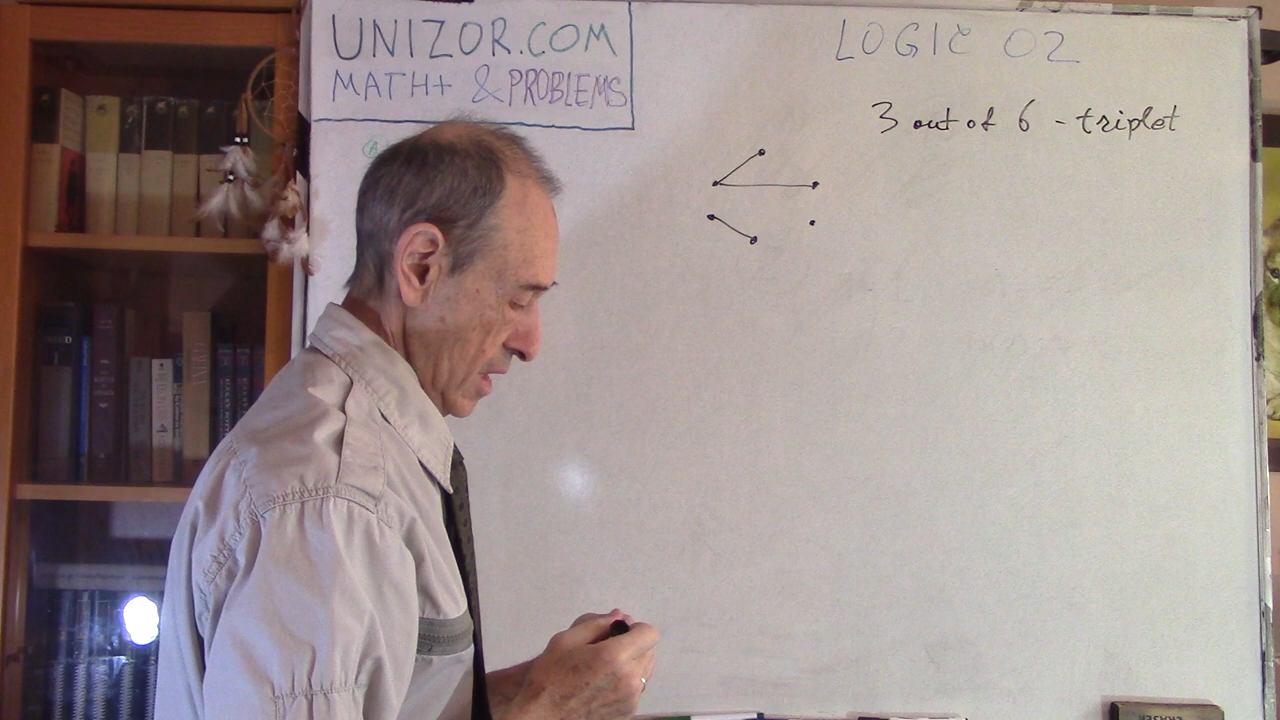 UNIZOR.COM
MATH+ & PROBLEMS
LOGIC 02
3 out of 6 - triplet
A